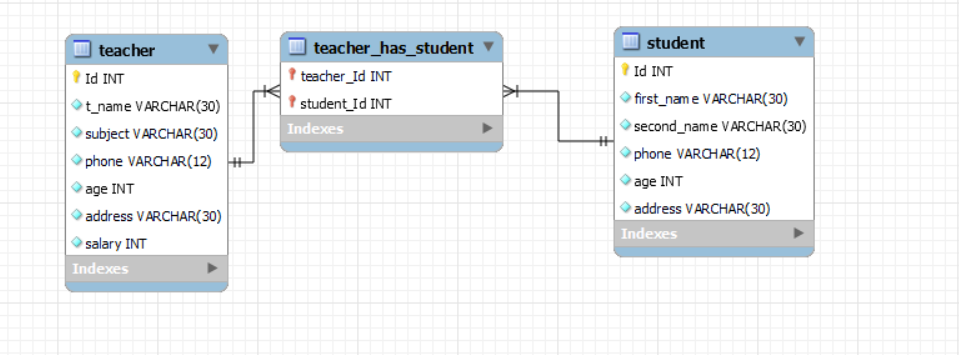 teacher
Id INT
t_name VARCHAR(30)
subject VARCHAR(30)
phone VARCHAR(12)
age INT
address VARCHAR(30)
salary INT
Indexes
teacher_has_student
teacher_Id INT
student_Id INT
Indexes
student
Id INT
first_name VARCHAR(30)
second_name VARCHAR(30)
phone VARCHAR(12)
age INT
address VARCHAR(30)
Indexes